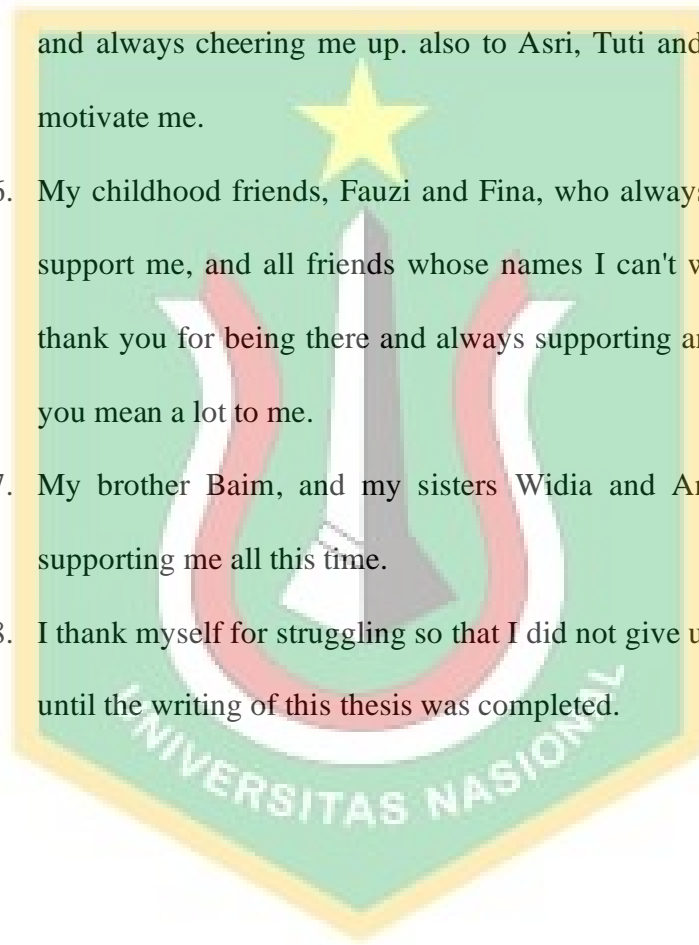 and always cheering me up. also to Asri, Tuti and
motivate me.
6. My childhood friends, Fauzi and Fina, who always
support me, and all friends whose names I can't
thank you for being there and always supporting
you mean a lot to me.
7. My brother Baim, and my sisters Widia and
supporting me all this time.
8. I thank myself for struggling so that I did not give
until the writing of this thesis was completed.
UNIVERSITAS NASIONAL